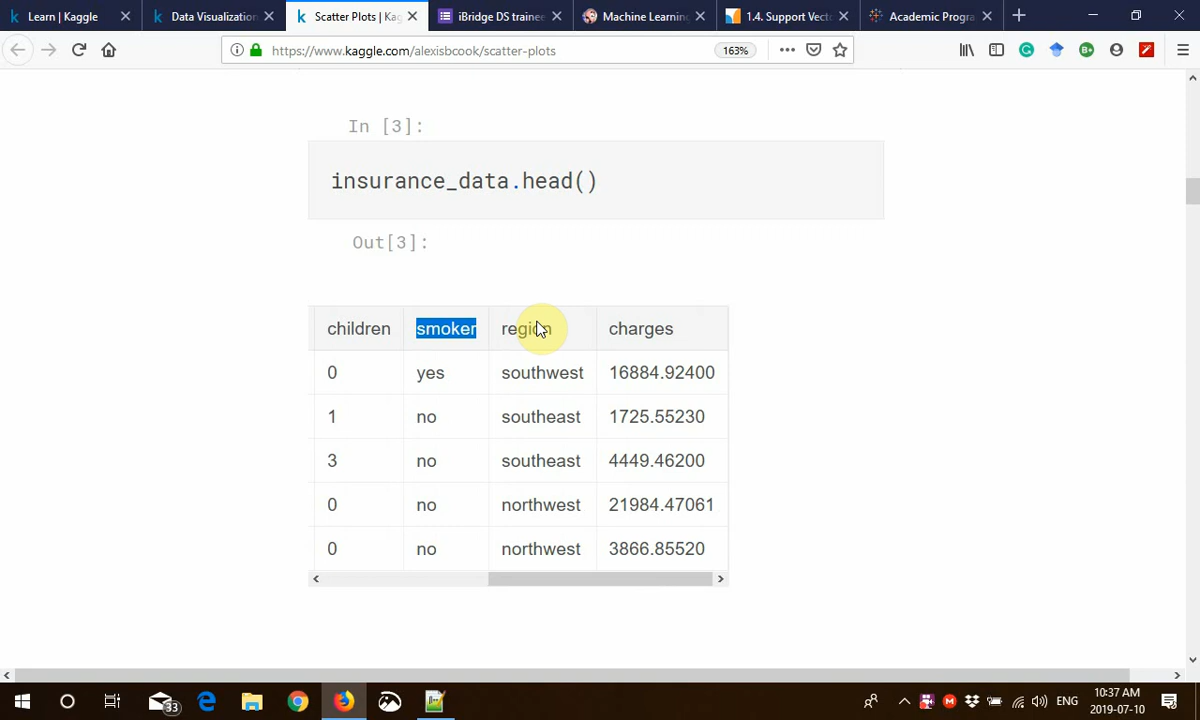 Learn | Kaggle
Data Visualization
Scatter Plots | Kag
iBridge DS trainee
Machine Learning
1.4. Support Vecto
Academic Progra
https://www.kaggle.com/alexisbcook/scatter-plots
163%
In [3]:
insurance_data.head()
Out[3]:
children smoker region charges
0 yes southwest 16884.92400
1 no southeast 1725.55230
3 no southeast 4449.46200
0 no northwest 21984.47061
0 no northwest 3866.85520
33
ENG
10:37 AM
2019-07-10